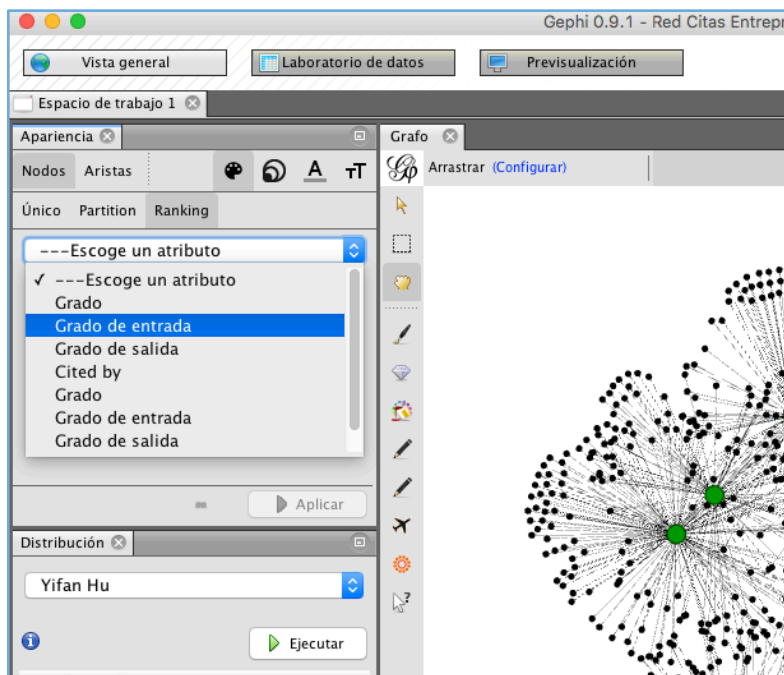 Gephi 0.9.1 - Red Citas Entrepr
Vista general
Laboratorio de datos
Previsualización
Espacio de trabajo 1
Apariencia
Nodos Aristas
Único Partition Ranking
---Escoge un atributo
✓ ---Escoge un atributo
Grado
Grado de entrada
Grado de salida
Cited by
Grado
Grado de entrada
Grado de salida
Aplicar
Distribución
Yifan Hu
Ejecutar
Grafo
Arrastrar (Configurar)